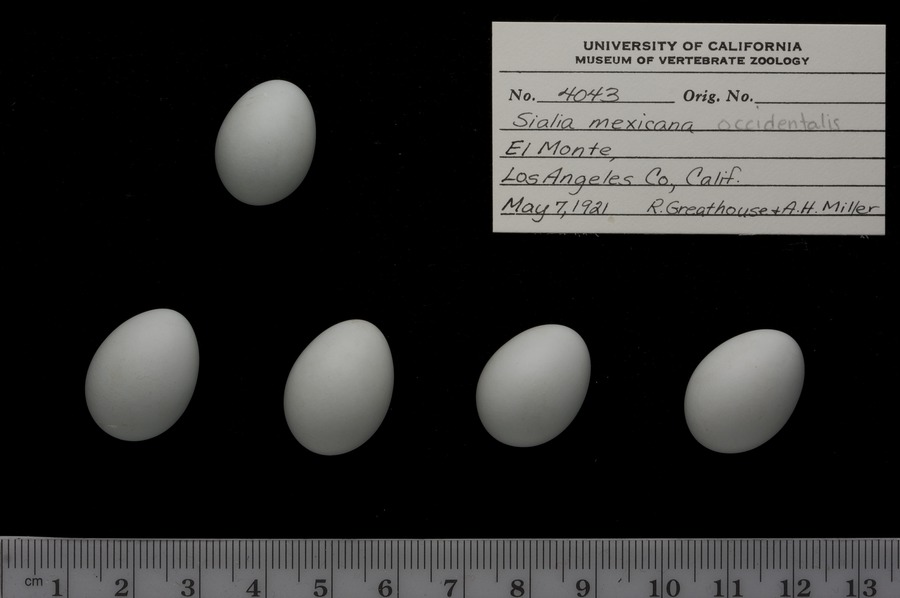 UNIVERSITY OF CALIFORNIA
MUSEUM OF VERTEBRATE ZOOLOGY
No. 4043 Orig. No.
Sialia mexicana occidentalis
El Monte,
Los Angeles Co, Calif.
May 7, 1921 R. Greathouse + A.H. Miller
cm 1 2 3 4 5 6 7 8 9 10 11 12 13